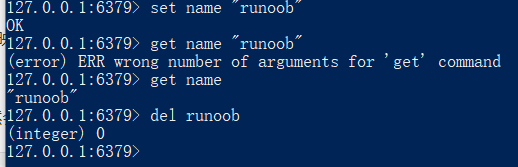 127.0.0.1:6379> set name "runoob"
OK
127.0.0.1:6379> get name "runoob"
(error) ERR wrong number of arguments for 'get' command
127.0.0.1:6379> get name
"runoob"
127.0.0.1:6379> del runoob
(integer) 0
127.0.0.1:6379>